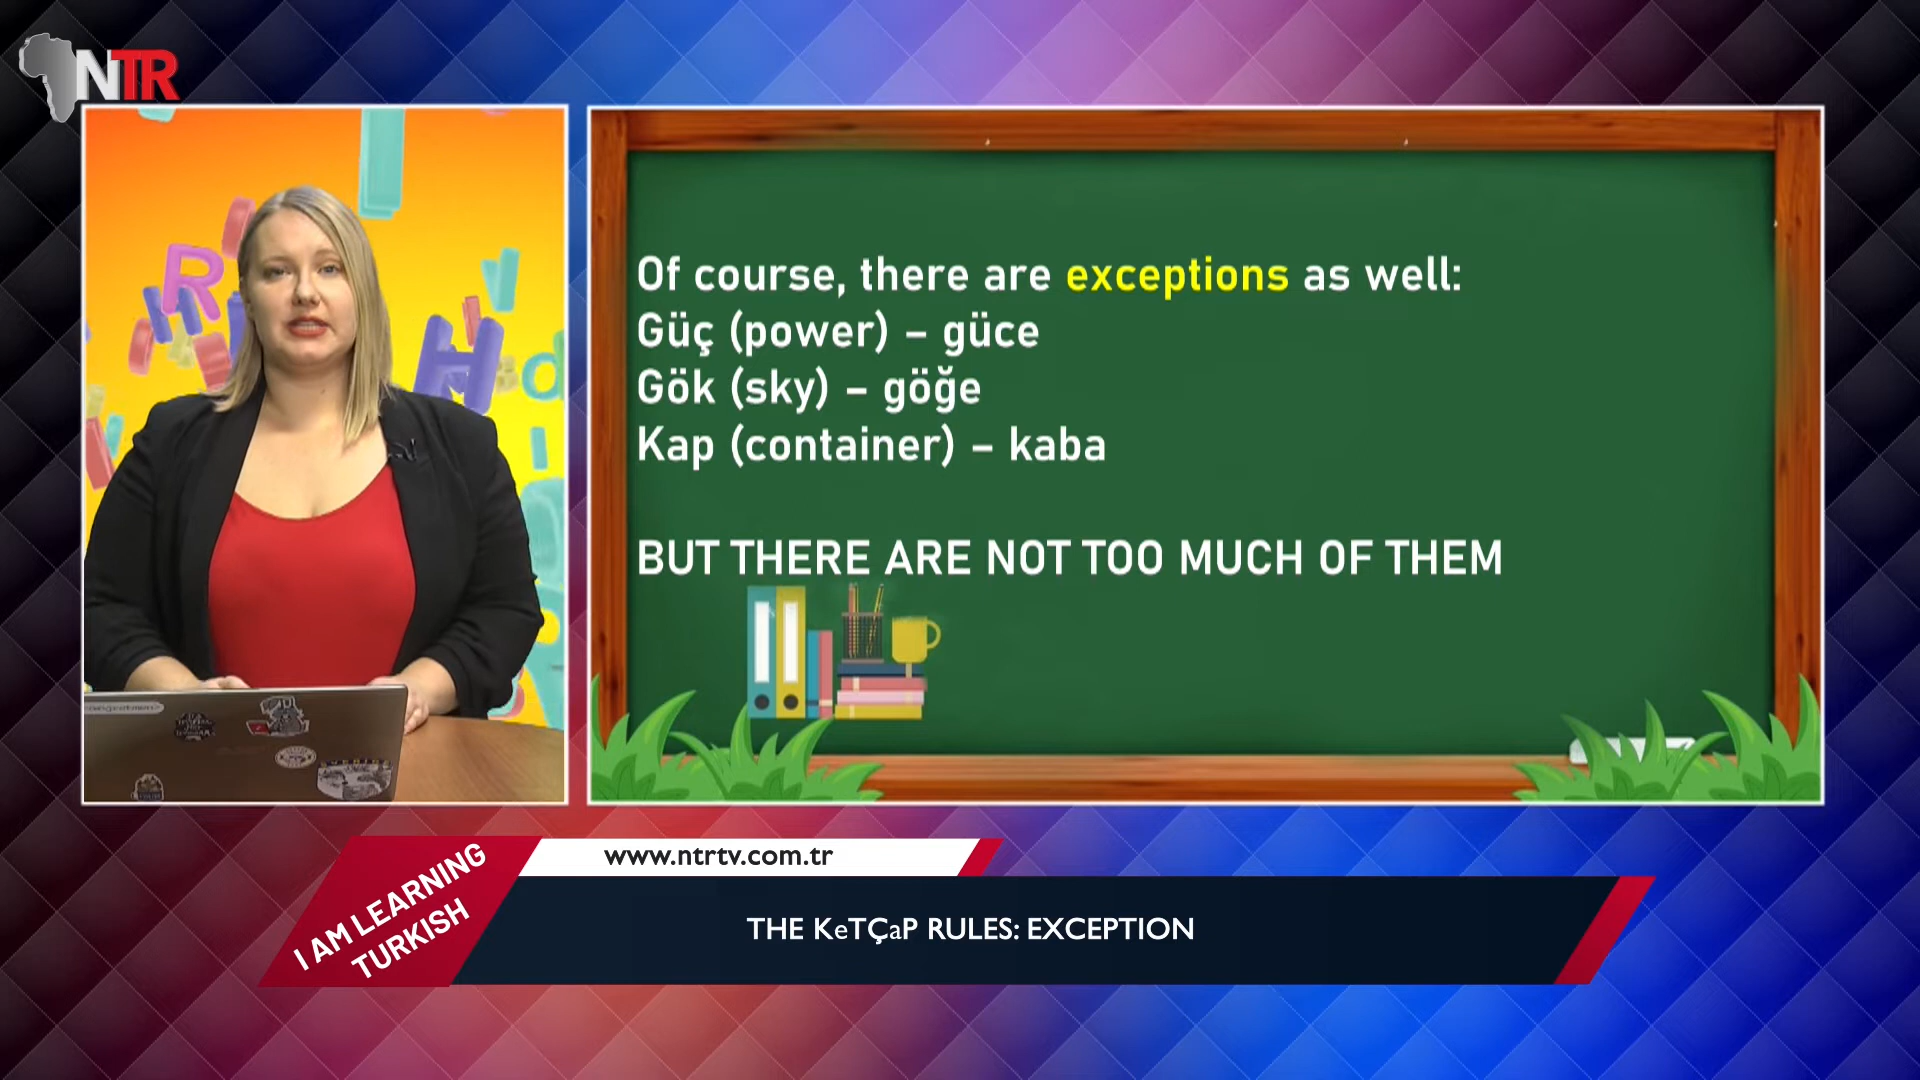 NTR
Of course, there are exceptions as well:
Güç (power) – güce
Gök (sky) – göğe
Kap (container) – kaba
BUT THERE ARE NOT TOO MUCH OF THEM
www.ntrtv.com.tr
I AM LEARNING
TURKISH
THE KeTÇaP RULES: EXCEPTION